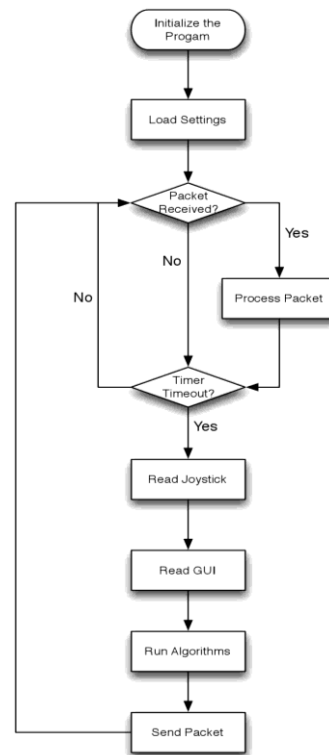 Initialize the
Progam
Load Settings
Packet
Received?
Yes
No
Process Packet
No
Timer
Timeout?
Yes
Read Joystick
Read GUI
Run Algorithms
Send Packet